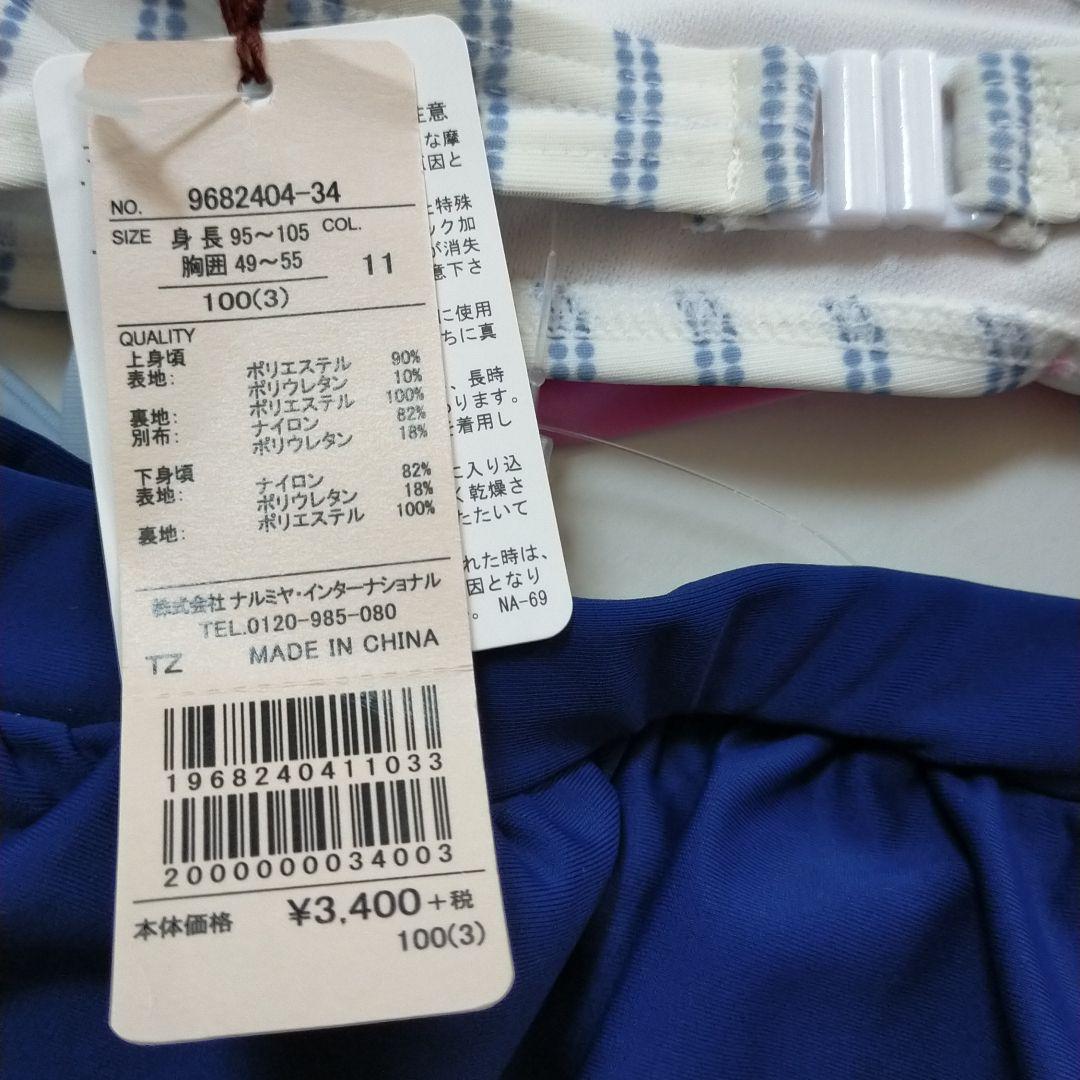 NO. 9682404-34
SIZE 身長95～105 COL.
胸囲49～55 11
100(3)
QUALITY
上身頃
表地: ポリエステル 90%
ポリウレタン 10%
裏地: ポリエステル 100%
別布: ナイロン 82%
ポリウレタン 18%
下身頃
表地: ナイロン 82%
ポリウレタン 18%
裏地: ポリエステル 100%
株式会社 ナルミヤ・インターナショナル
TEL.0120-985-080
TZ MADE IN CHINA
1968240411033
2000000034003
本体価格 ¥3,400+税
100(3)
意
な摩
因と
特殊
ック加
が消失
意下さ
に使用
ちに真
、長時
ります。
着用し
に入り込
く乾燥さ
たたいて
れた時は、
因となり
。 NA-69